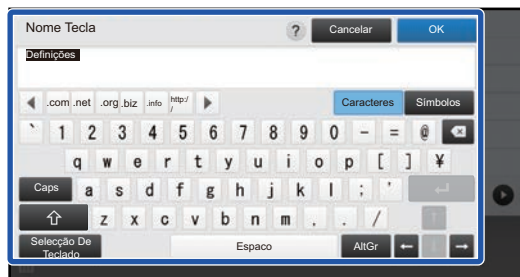 Nome Tecla ? Cancelar OK
Definições
.com .net .org .biz .info http:/
/
Caracteres Símbolos
` 1 2 3 4 5 6 7 8 9 0 - = @
q w e r t y u i o p [ ] ¥
Caps a s d f g h j k l ; '
z x c v b n m , . /
Selecção De
Teclado
Espaco AltGr